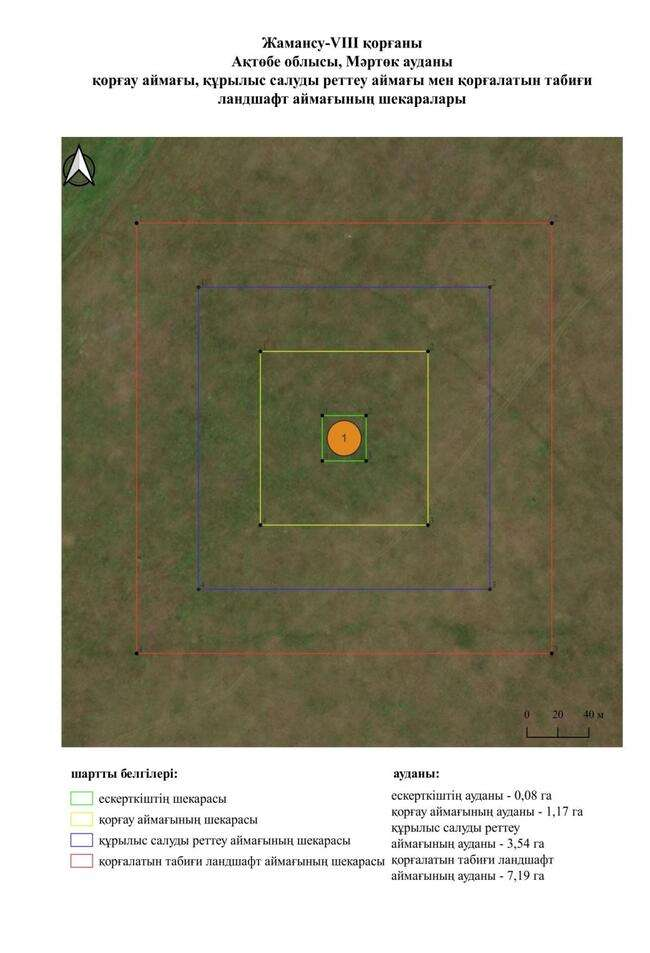 Жамансу-VIII қорғаны
Ақтөбе облысы, Мәртөк ауданы
қорғау аймағы, құрылыс салуды реттеу аймағы мен қорғалатын табиғи
ландшафт аймағының шекаралары
1
0 20 40 м
шартты белгілері:
ескерткіштің шекарасы
қорғау аймағының шекарасы
құрылыс салуды реттеу аймағының шекарасы
қорғалатын табиғи ландшафт аймағының шекарасы
ауданы:
ескерткіштің ауданы - 0,08 га
қорғау аймағының ауданы - 1,17 га
құрылыс салуды реттеу
аймағының ауданы - 3,54 га
қорғалатын табиғи ландшафт
аймағының ауданы - 7,19 га